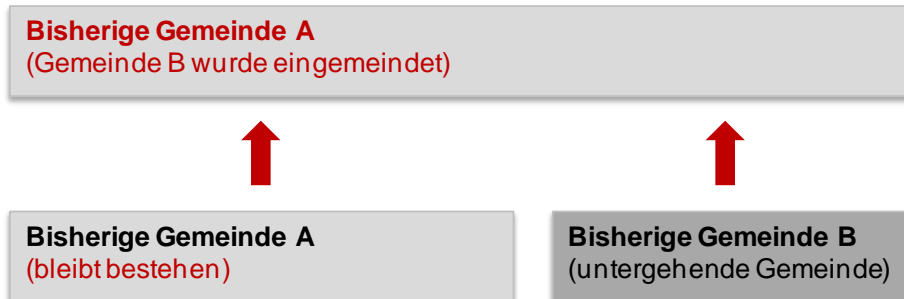 Bisherige Gemeinde A
(Gemeinde B wurde eingemeindet)
Bisherige Gemeinde A
(bleibt bestehen)
Bisherige Gemeinde B
(untergehende Gemeinde)